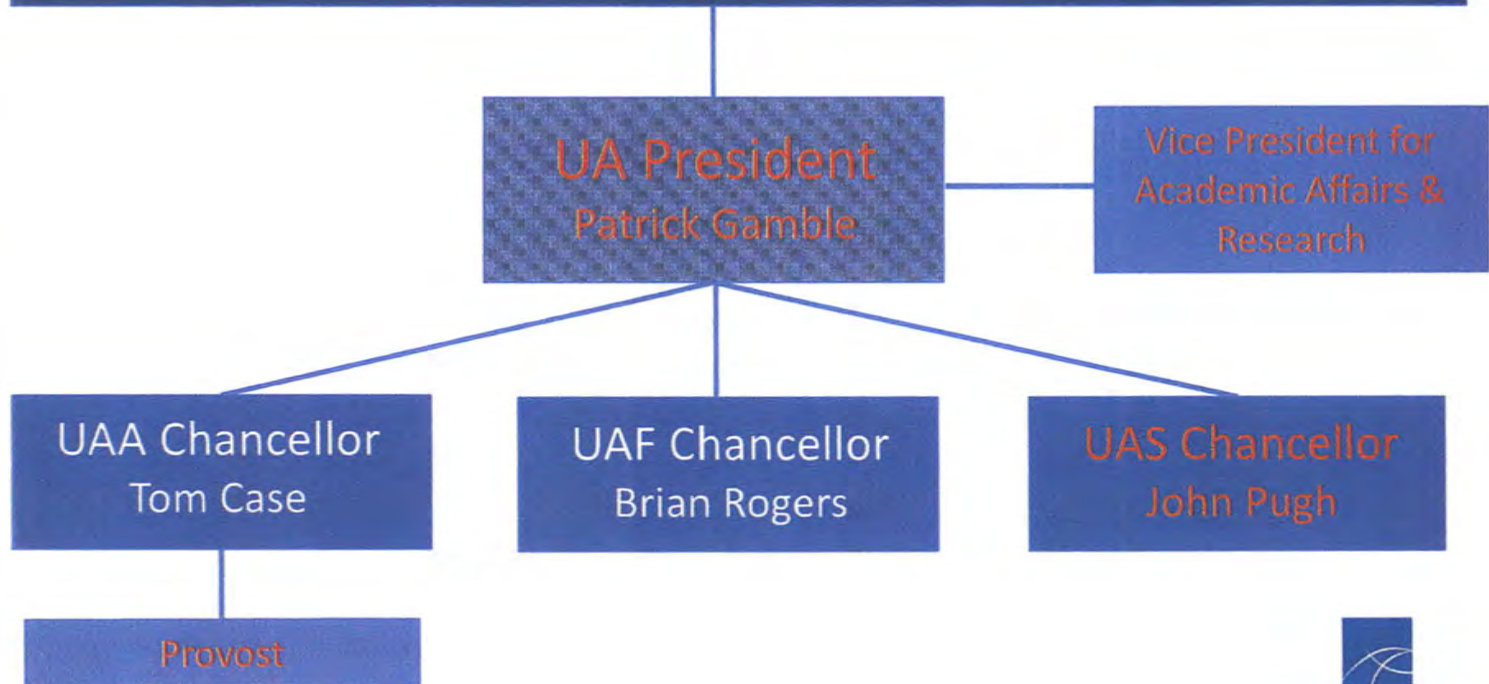 UA President
Patrick Gamble
Vice President for
Academic Affairs &
Research
UAA Chancellor
Tom Case
UAF Chancellor
Brian Rogers
UAS Chancellor
John Pugh
Provost